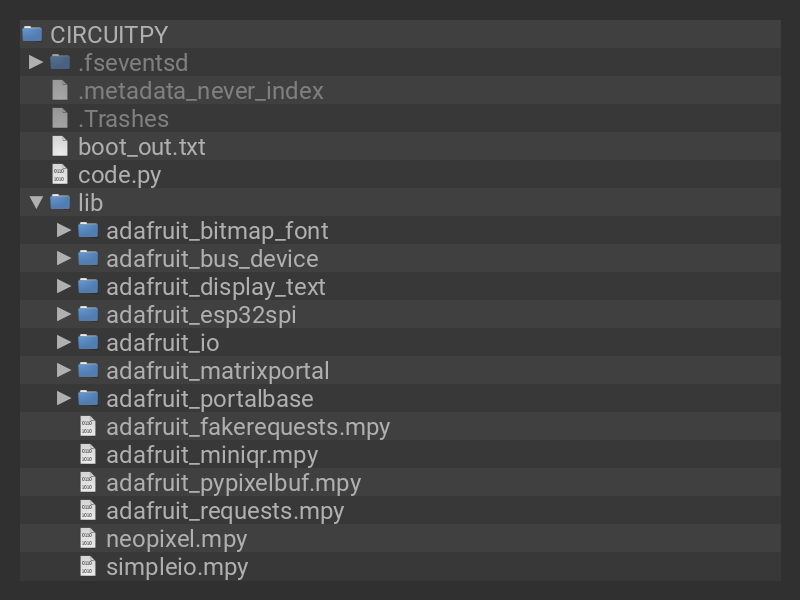 CIRCUITPY
.fseventsd
.metadata_never_index
.Trashes
boot_out.txt
code.py
lib
adafruit_bitmap_font
adafruit_bus_device
adafruit_display_text
adafruit_esp32spi
adafruit_io
adafruit_matrixportal
adafruit_portalbase
adafruit_fakerequests.mpy
adafruit_miniqr.mpy
adafruit_pypixelbuf.mpy
adafruit_requests.mpy
neopixel.mpy
simpleio.mpy